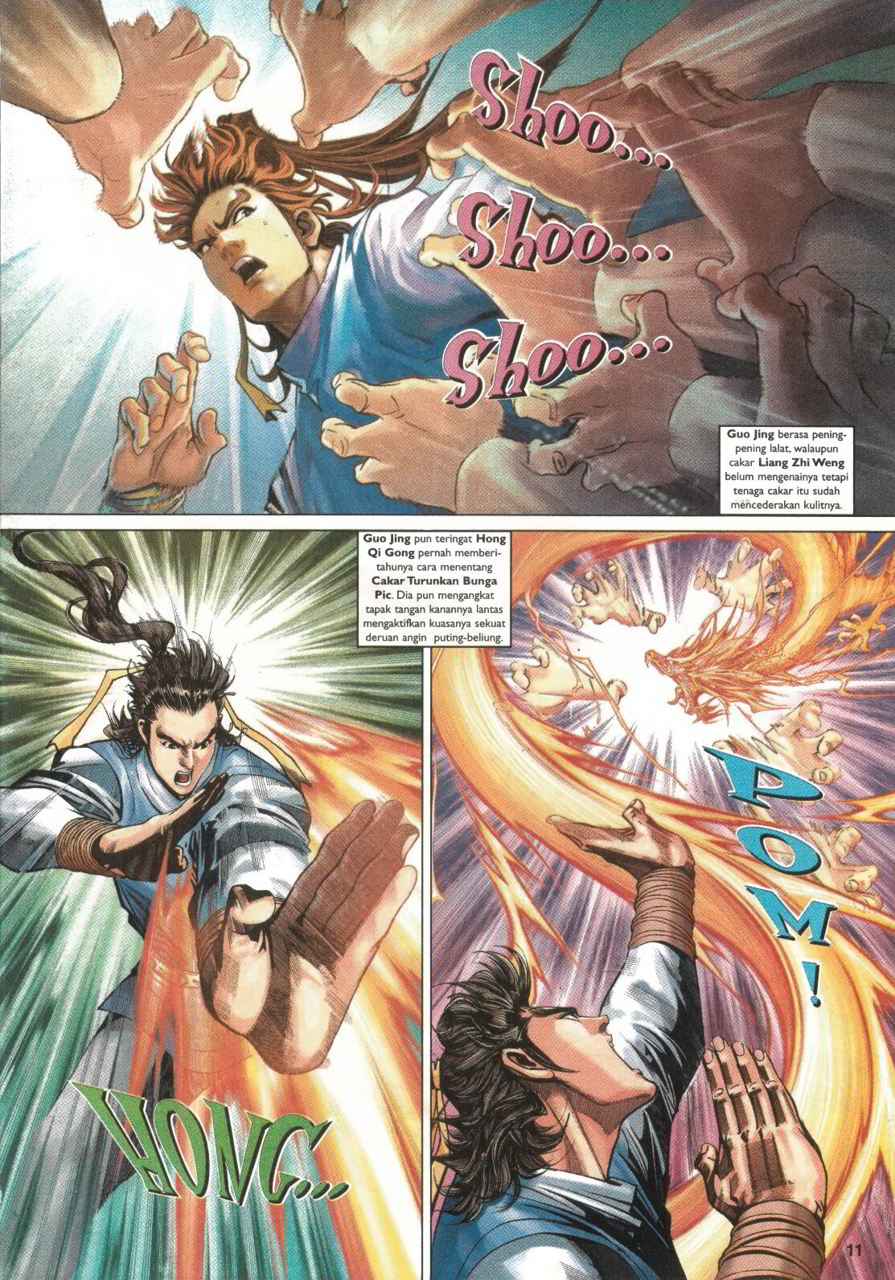 Shoo...
Shoo...
Shoo...
Guo Jing berasa pening-
pening lalat, walaupun
cakar Liang Zhi Weng
belum mengenainya tetapi
tenaga cakar itu sudah
mencederakan kulitnya.
Guo Jing pun teringat Hong
Qi Gong pernah memberi-
tahunya cara menentang
Cakar Turunkan Bunga
Pic. Dia pun mengangkat
tapak tangan kanannya lantas
mengaktifkan kuasanya sekuat
deruan angin puting-beliung.
HONG...
POM!
11